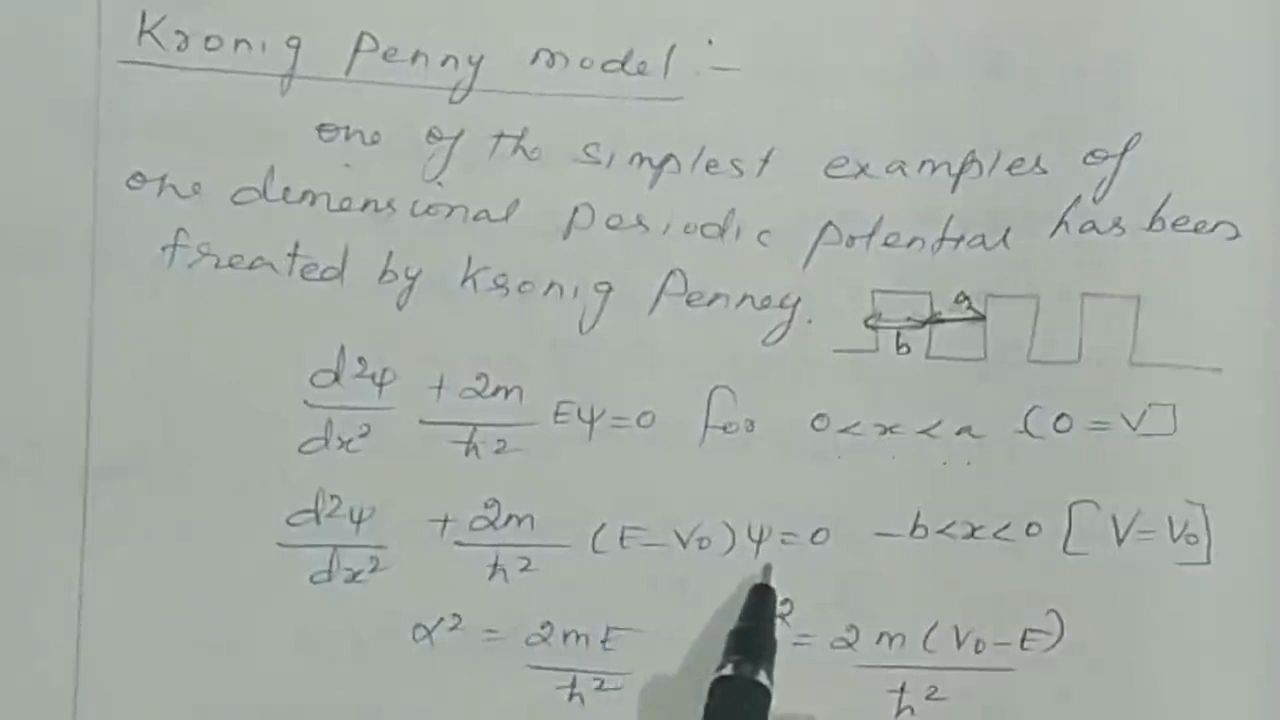 Kronig Penny model :-
one of the simplest examples of
one dimensional periodic potential has been
treated by Kronig Penney.
a
b
d²ψ/dx² + 2m/ħ² Eψ=0 for 0<x<a [0=V]
d²ψ/dx² + 2m/ħ² (E-V₀)ψ=0 -b<x<0 [V=V₀]
α² = 2mE/ħ² ² = 2m(V₀-E)/ħ²